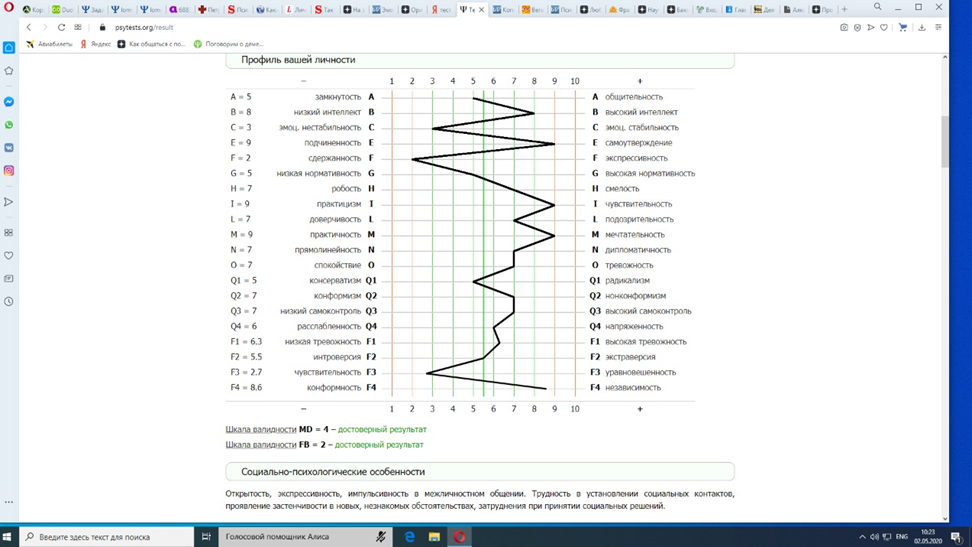 psytests.org/result
Авиабилеты Яндекс Как общаться с по... Поговорим о деме...
Профиль вашей личности
– 1 2 3 4 5 6 7 8 9 10 +
A = 5 замкнутость A A общительность
B = 8 низкий интеллект B B высокий интеллект
C = 3 эмоц. нестабильность C C эмоц. стабильность
E = 9 подчиненность E E самоутверждение
F = 2 сдержанность F F экспрессивность
G = 5 низкая нормативность G G высокая нормативность
H = 7 робость H H смелость
I = 9 практицизм I I чувствительность
L = 7 доверчивость L L подозрительность
M = 9 практичность M M мечтательность
N = 7 прямолинейность N N дипломатичность
O = 7 спокойствие O O тревожность
Q1 = 5 консерватизм Q1 Q1 радикализм
Q2 = 7 конформизм Q2 Q2 нонконформизм
Q3 = 7 низкий самоконтроль Q3 Q3 высокий самоконтроль
Q4 = 6 расслабленность Q4 Q4 напряженность
F1 = 6.3 низкая тревожность F1 F1 высокая тревожность
F2 = 5.5 интроверсия F2 F2 экстраверсия
F3 = 2.7 чувствительность F3 F3 уравновешенность
F4 = 8.6 конформность F4 F4 независимость
– 1 2 3 4 5 6 7 8 9 10 +
Шкала валидности MD = 4 – достоверный результат
Шкала валидности FB = 2 – достоверный результат
Социально-психологические особенности
Открытость, экспрессивность, импульсивность в межличностном общении. Трудность в установлении социальных контактов,
проявление застенчивости в новых, незнакомых обстоятельствах, затруднения при принятии социальных решений.
Введите здесь текст для поиска
Голосовой помощник Алиса
ENG
10:23
02.05.2020